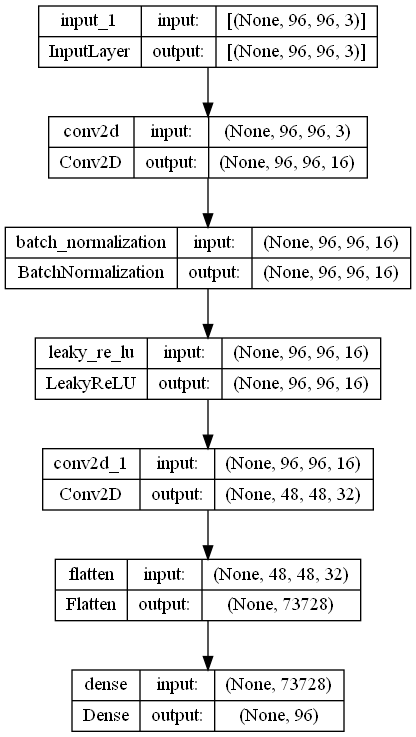 input_1 input: [(None, 96, 96, 3)]
InputLayer output: [(None, 96, 96, 3)]
conv2d input: (None, 96, 96, 3)
Conv2D output: (None, 96, 96, 16)
batch_normalization input: (None, 96, 96, 16)
BatchNormalization output: (None, 96, 96, 16)
leaky_re_lu input: (None, 96, 96, 16)
LeakyReLU output: (None, 96, 96, 16)
conv2d_1 input: (None, 96, 96, 16)
Conv2D output: (None, 48, 48, 32)
flatten input: (None, 48, 48, 32)
Flatten output: (None, 73728)
dense input: (None, 73728)
Dense output: (None, 96)